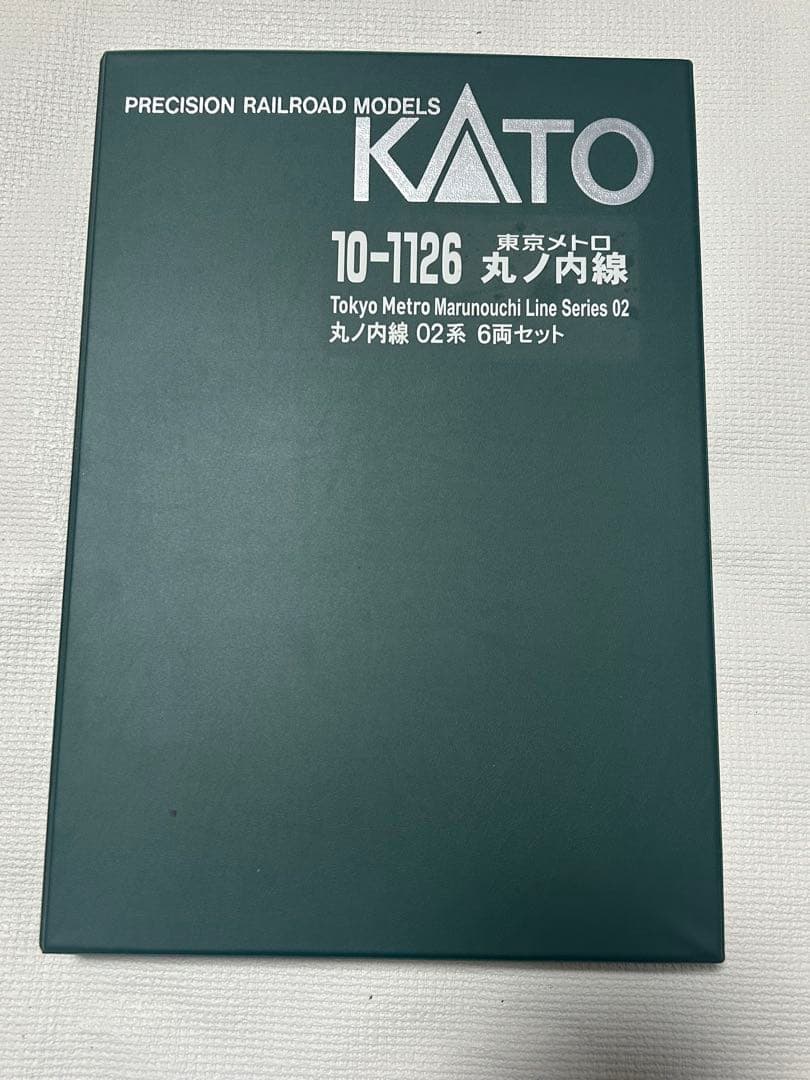 PRECISION RAILROAD MODELS
KATO
10-1126 東京メトロ 丸ノ内線
Tokyo Metro Marunouchi Line Series 02
丸ノ内線 02系 6両セット